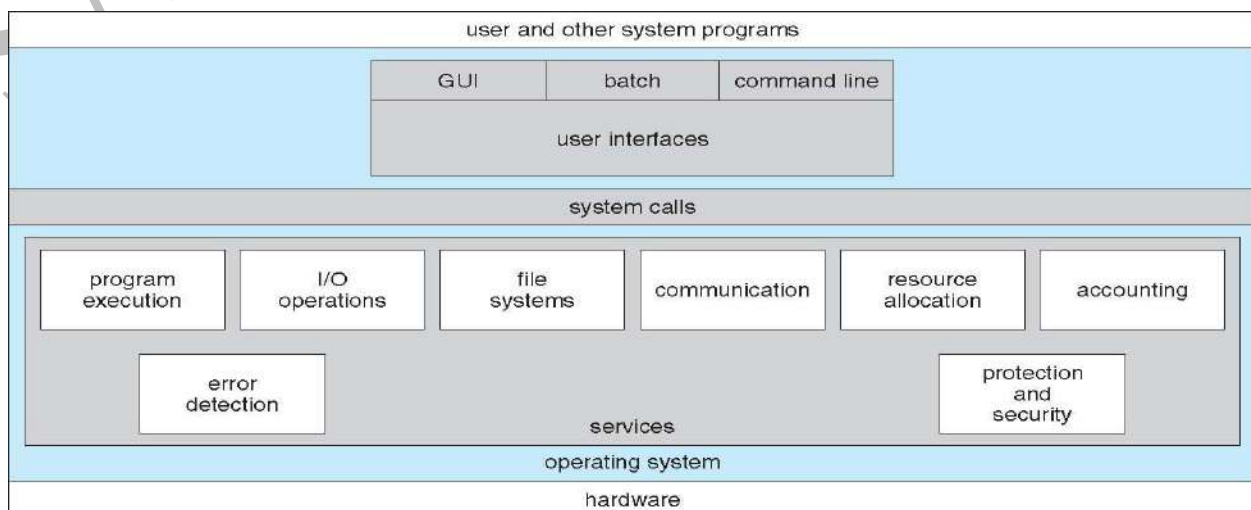 user and other system programs
GUI batch command line
user interfaces
system calls
program execution
I/O operations
file systems
communication
resource allocation
accounting
error detection
protection and security
services
operating system
hardware